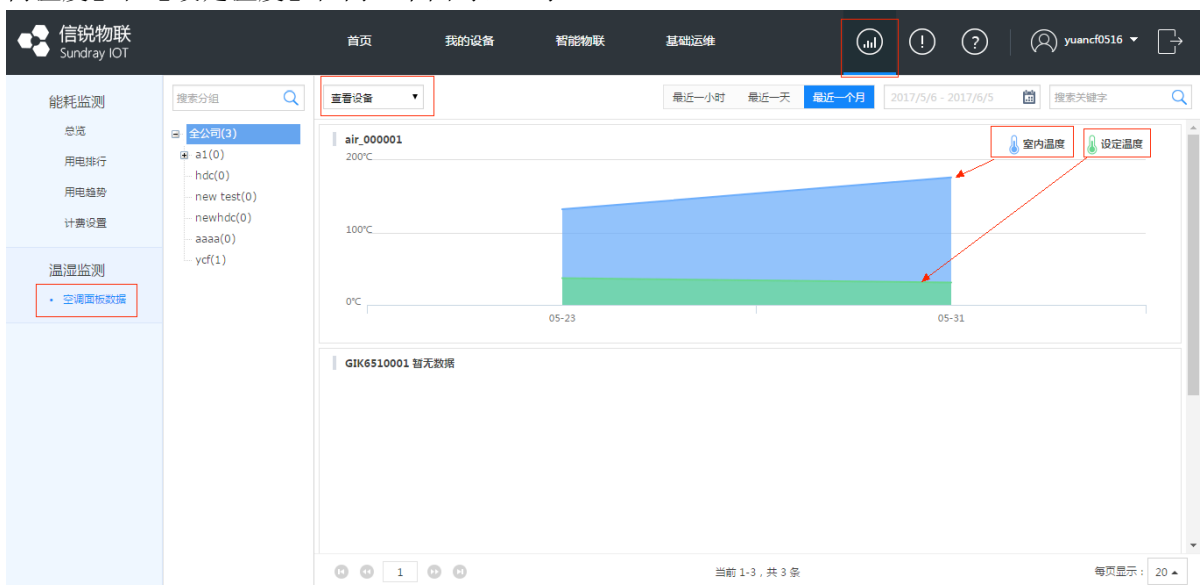 信锐物联
Sundray IOT
首页 我的设备 智能物联 基础运维
yuancf0516
能耗监测
总览
用电排行
用电趋势
计费设置
温湿监测
空调面板数据
搜索分组
全公司(3)
a1(0)
hdc(0)
new test(0)
newhdc(0)
aaaa(0)
ycf(1)
查看设备
最近一小时 最近一天 最近一个月 2017/5/6 - 2017/6/5 搜索关键字
air_000001
室内温度 设定温度
200℃
100℃
0℃
05-23 05-31
GIK6510001 暂无数据
1 当前 1-3 , 共 3 条 每页显示 : 20